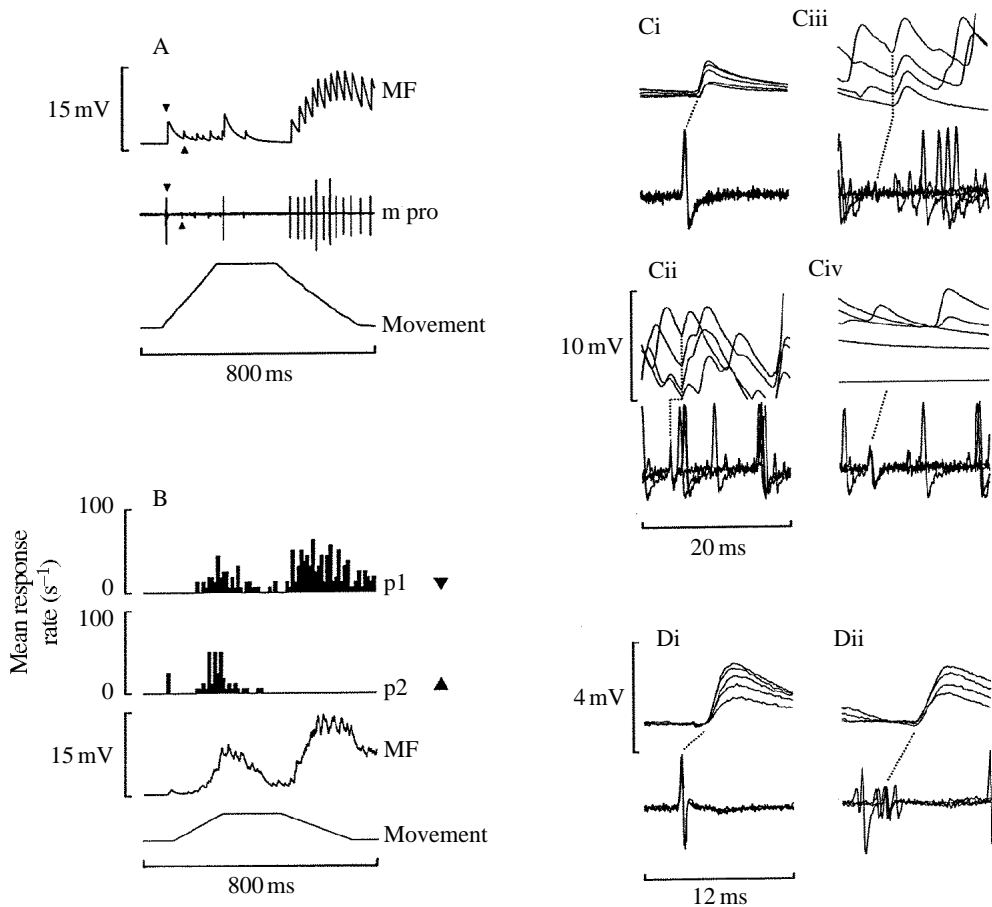 A
15 mV
MF
m pro
Movement
800 ms
B
Mean response
rate (s⁻¹)
100
0
p1
100
0
p2
15 mV
MF
Movement
800 ms
Ci
Ciii
Cii
Civ
10 mV
20 ms
Di
Dii
4 mV
12 ms